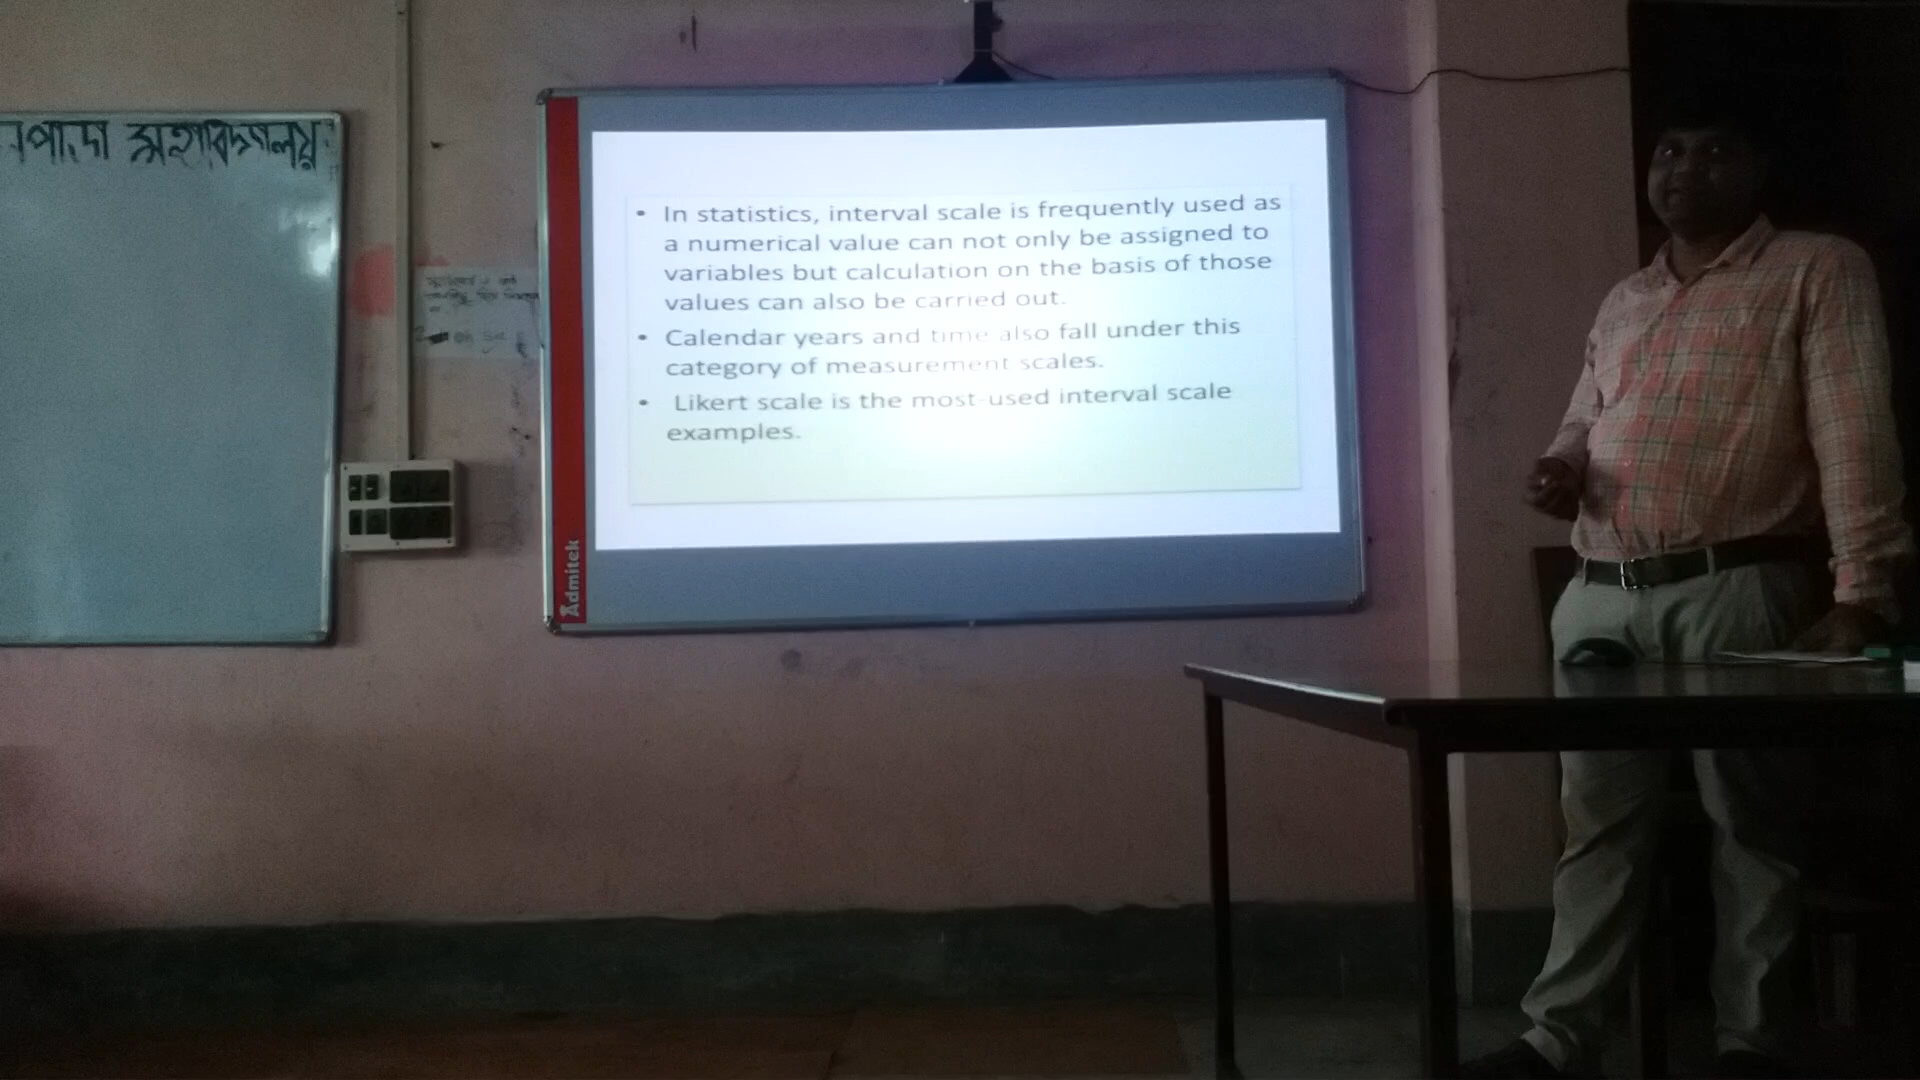 পাড়া মহাবিদ্যালয়
• In statistics, interval scale is frequently used as
a numerical value can not only be assigned to
variables but calculation on the basis of those
values can also be carried out.
• Calendar years and time also fall under this
category of measurement scales.
• Likert scale is the most-used interval scale
examples.
Admitek